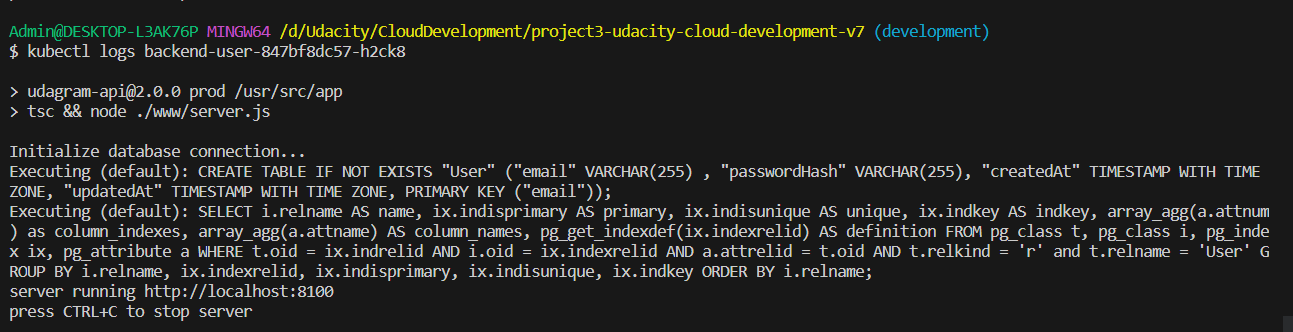 Admin@DESKTOP-L3AK76P MINGW64 /d/Udacity/CloudDevelopment/project3-udacity-cloud-development-v7 (development)
$ kubectl logs backend-user-847bf8dc57-h2ck8
> udagram-api@2.0.0 prod /usr/src/app
> tsc && node ./www/server.js
Initialize database connection...
Executing (default): CREATE TABLE IF NOT EXISTS "User" ("email" VARCHAR(255) , "passwordHash" VARCHAR(255), "createdAt" TIMESTAMP WITH TIME
ZONE, "updatedAt" TIMESTAMP WITH TIME ZONE, PRIMARY KEY ("email"));
Executing (default): SELECT i.relname AS name, ix.indisprimary AS primary, ix.indisunique AS unique, ix.indkey AS indkey, array_agg(a.attnum
) as column_indexes, array_agg(a.attname) AS column_names, pg_get_indexdef(ix.indexrelid) AS definition FROM pg_class t, pg_class i, pg_inde
x ix, pg_attribute a WHERE t.oid = ix.indrelid AND i.oid = ix.indexrelid AND a.attrelid = t.oid AND t.relkind = 'r' and t.relname = 'User' G
ROUP BY i.relname, ix.indexrelid, ix.indisprimary, ix.indisunique, ix.indkey ORDER BY i.relname;
server running http://localhost:8100
press CTRL+C to stop server